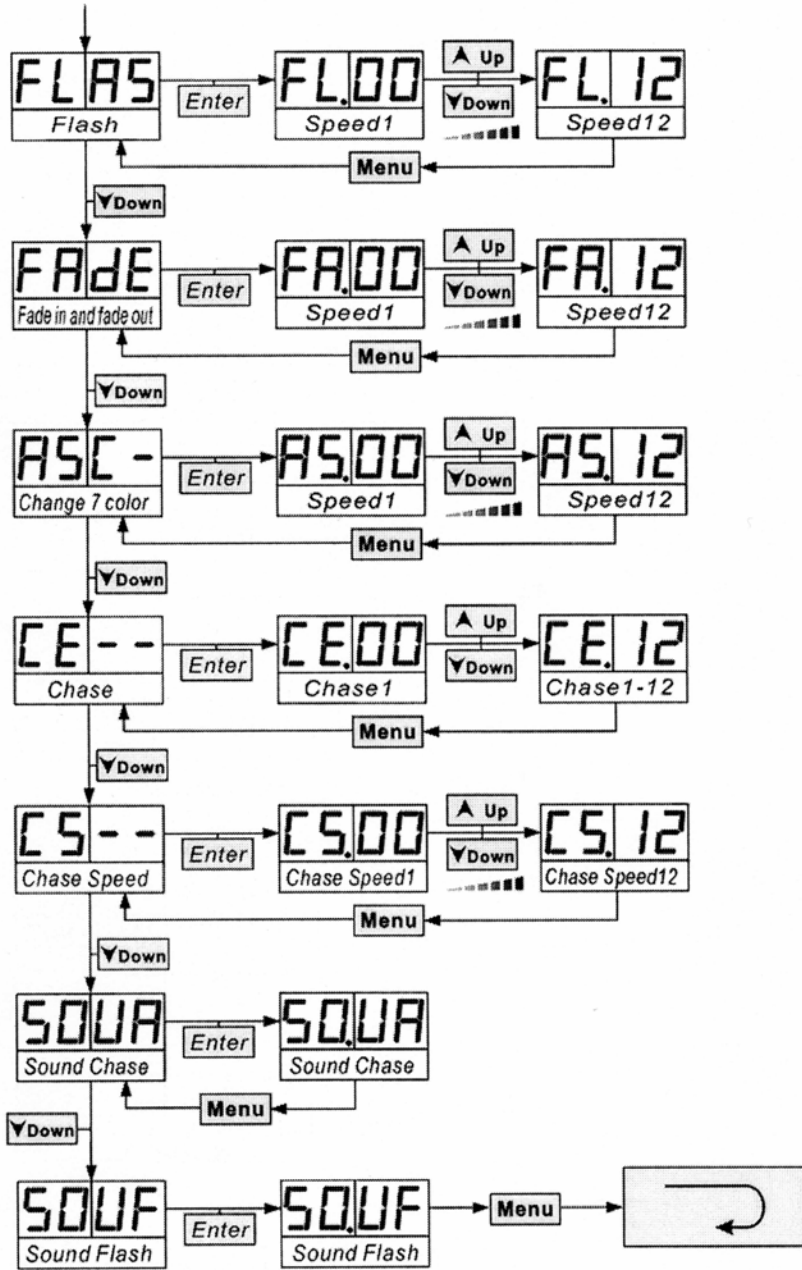 FLAS
Flash
Enter
FL.00
Speed1
Up
Down
FL.12
Speed12
Menu
Down
FAdE
Fade in and fade out
Enter
FA.00
Speed1
Up
Down
FA.12
Speed12
Menu
Down
ASC-
Change 7 color
Enter
AS.00
Speed1
Up
Down
AS.12
Speed12
Menu
Down
CE--
Chase
Enter
CE.00
Chase1
Up
Down
CE.12
Chase1-12
Menu
Down
CS--
Chase Speed
Enter
CS.00
Chase Speed1
Up
Down
CS.12
Chase Speed12
Menu
Down
SOUA
Sound Chase
Enter
SO.UA
Sound Chase
Menu
Down
SOUF
Sound Flash
Enter
SO.UF
Sound Flash
Menu